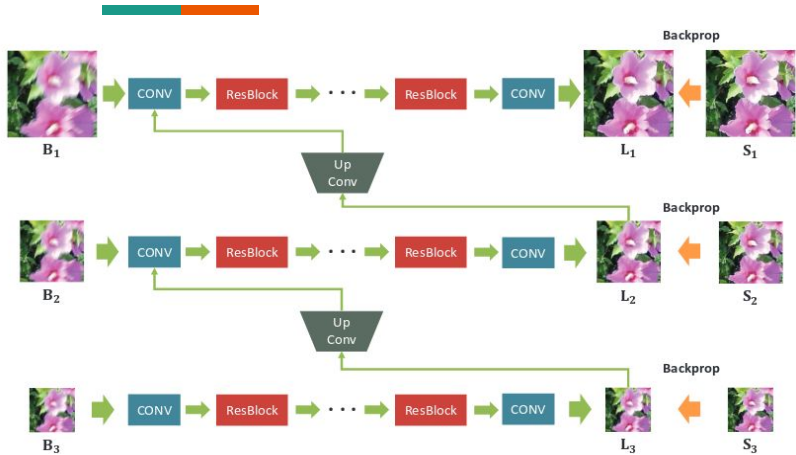 Backprop
CONV
ResBlock
· · ·
ResBlock
CONV
B₁
L₁
S₁
Up
Conv
Backprop
CONV
ResBlock
· · ·
ResBlock
CONV
B₂
L₂
S₂
Up
Conv
Backprop
CONV
ResBlock
· · ·
ResBlock
CONV
B₃
L₃
S₃